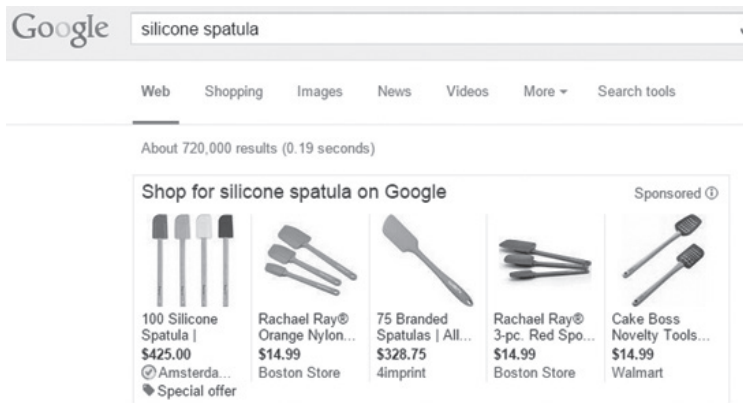 Google
silicone spatula
Web Shopping Images News Videos More Search tools
About 720,000 results (0.19 seconds)
Shop for silicone spatula on Google
Sponsored
100 Silicone
Spatula |
$425.00
Amsterda...
Special offer
Rachael Ray®
Orange Nylon...
$14.99
Boston Store
75 Branded
Spatulas | All...
$328.75
4imprint
Rachael Ray®
3-pc. Red Spo...
$14.99
Boston Store
Cake Boss
Novelty Tools...
$14.99
Walmart